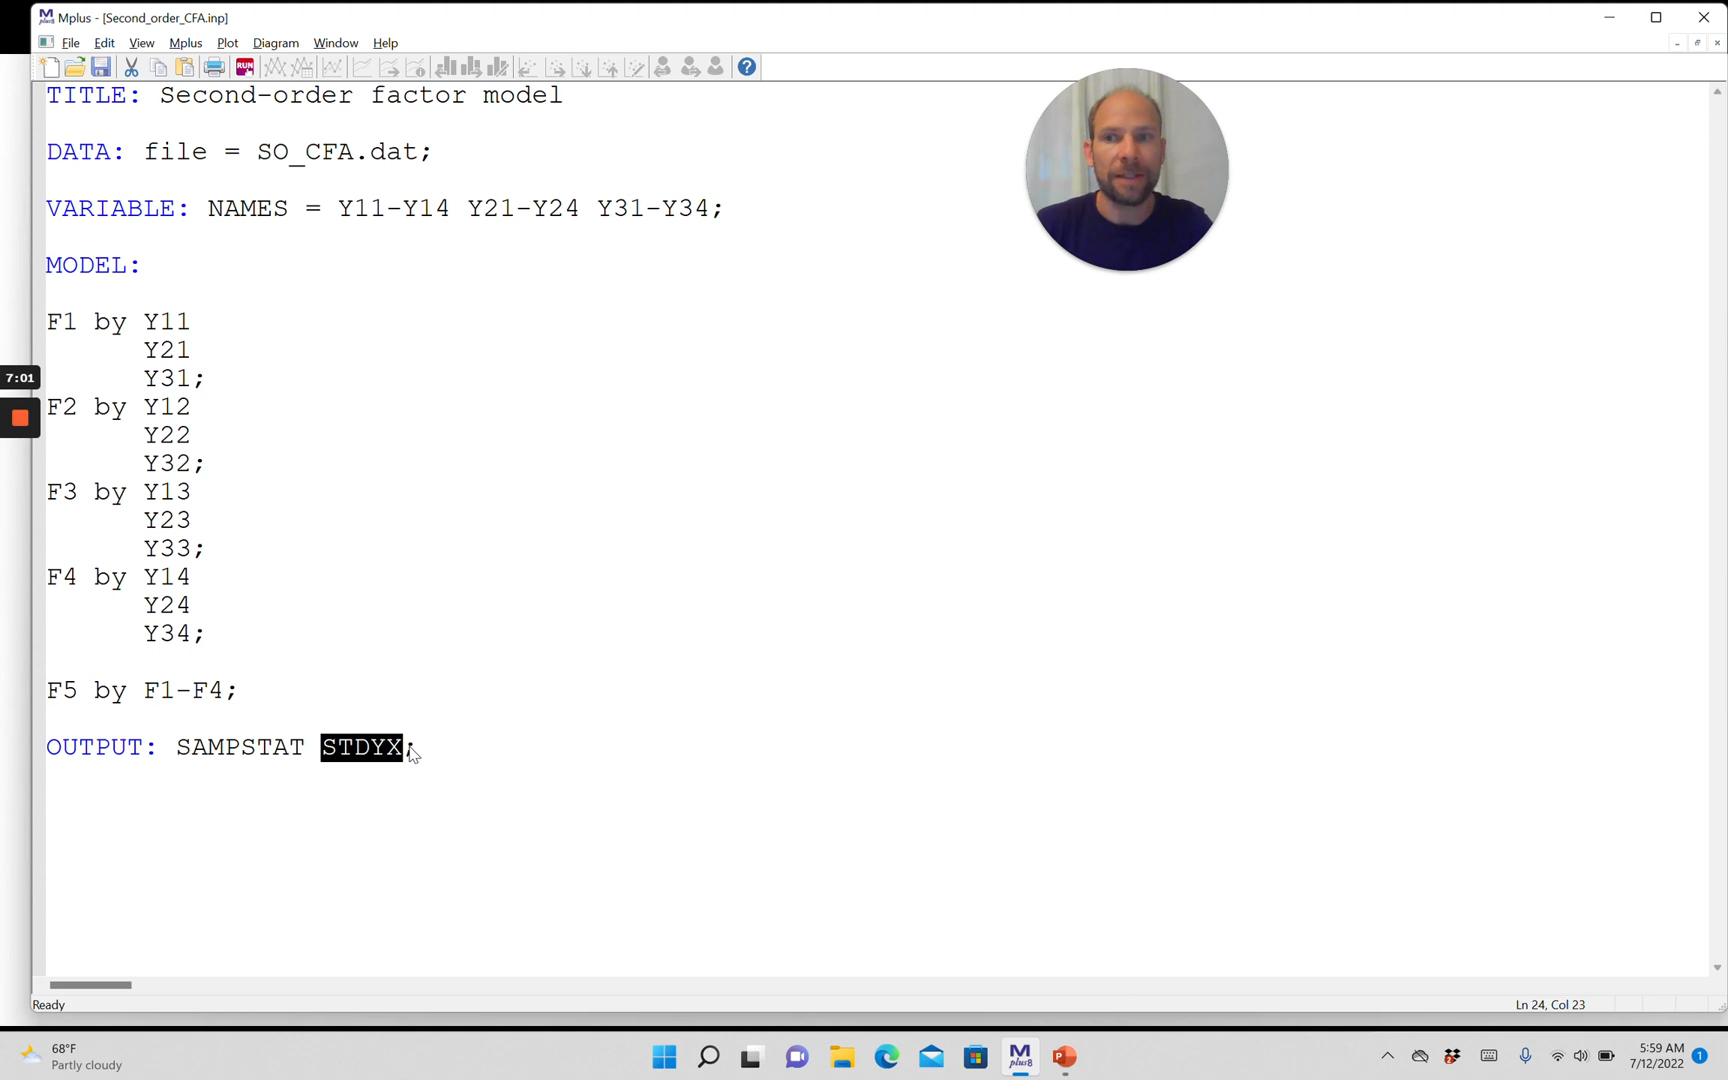 Mplus - [Second_order_CFA.inp]
File Edit View Mplus Plot Diagram Window Help
RUN
TITLE: Second-order factor model
DATA: file = SO_CFA.dat;
VARIABLE: NAMES = Y11-Y14 Y21-Y24 Y31-Y34;
MODEL:
F1 by Y11
Y21
Y31;
7:01
F2 by Y12
Y22
Y32;
F3 by Y13
Y23
Y33;
F4 by Y14
Y24
Y34;
F5 by F1-F4;
OUTPUT: SAMPSTAT STDYX;
Ready
Ln 24, Col 23
68°F
Partly cloudy
5:59 AM
7/12/2022
1